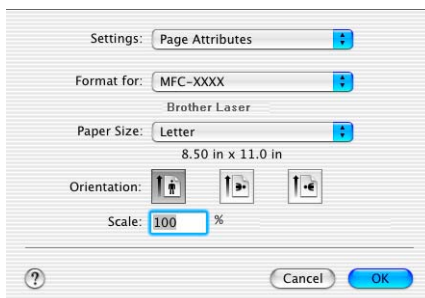 Settings: Page Attributes
Format for: MFC-XXXX
Brother Laser
Paper Size: Letter
8.50 in x 11.0 in
Orientation:
Scale: 100 %
? Cancel OK